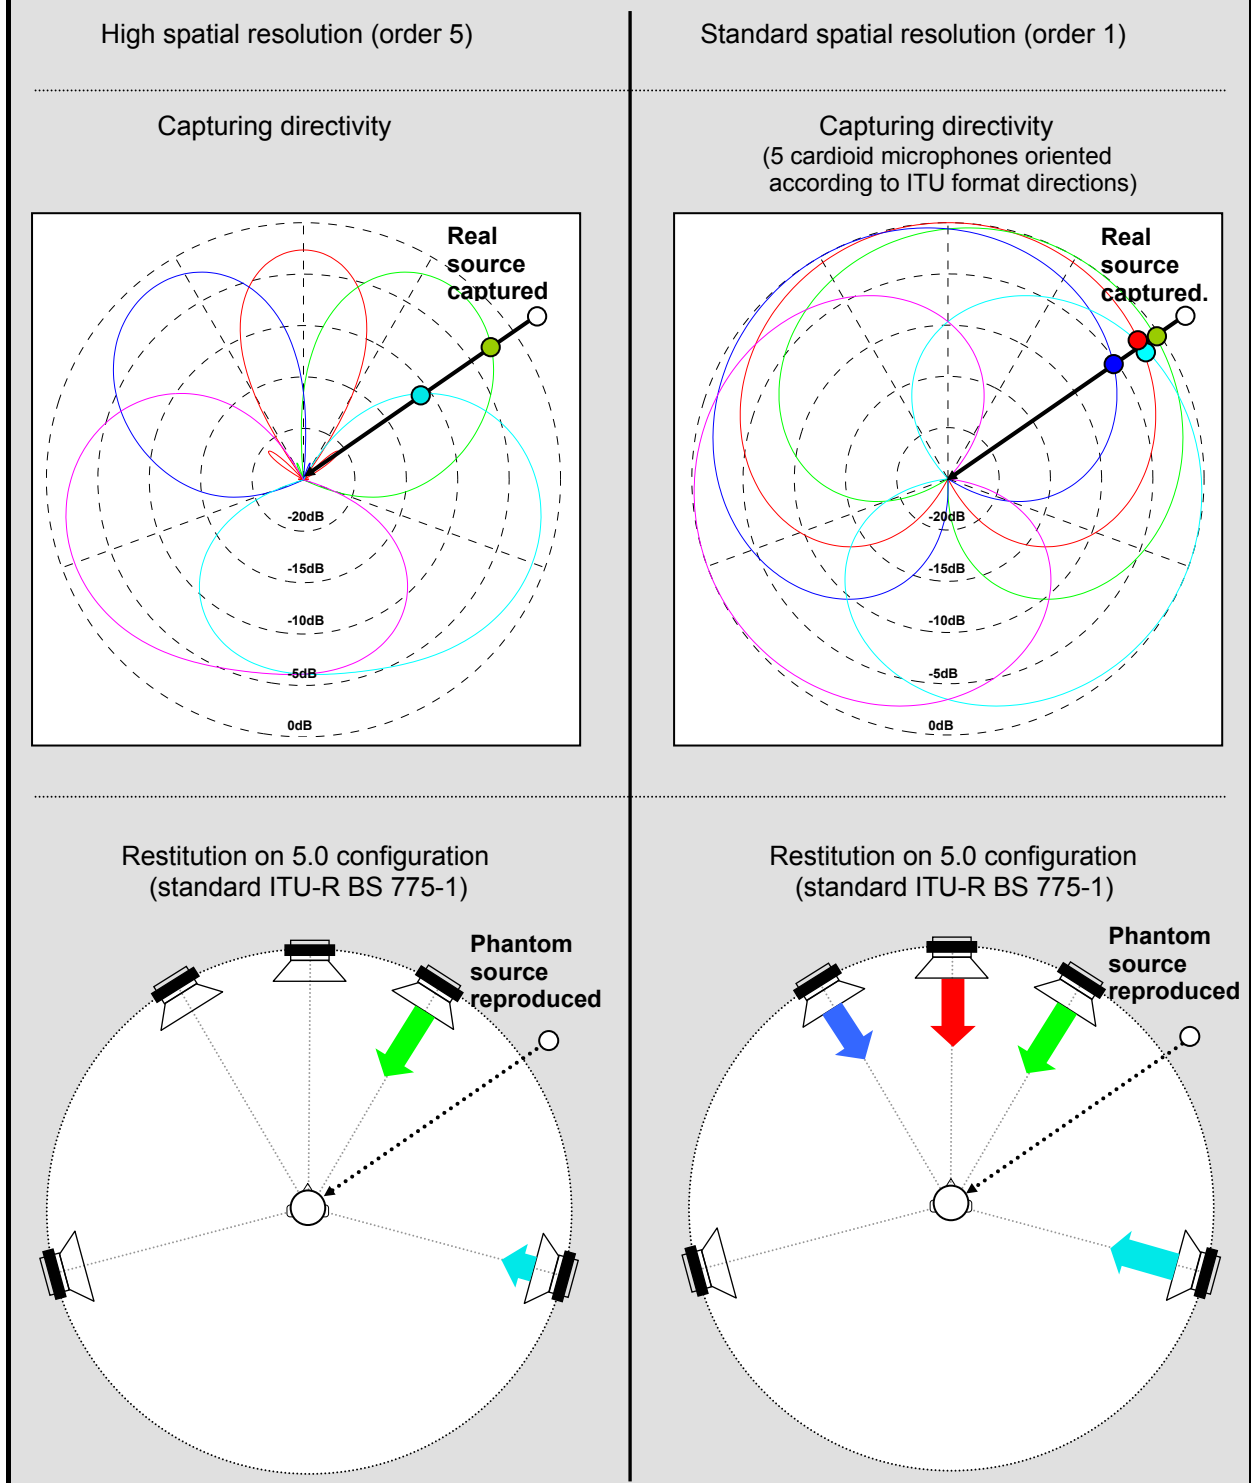 High spatial resolution (order 5)
Standard spatial resolution (order 1)
Capturing directivity
Capturing directivity
(5 cardioid microphones oriented
according to ITU format directions)
Real
source
captured
-20dB
-15dB
-10dB
-5dB
0dB
Real
source
captured.
-20dB
-15dB
-10dB
-5dB
0dB
Restitution on 5.0 configuration
(standard ITU-R BS 775-1)
Restitution on 5.0 configuration
(standard ITU-R BS 775-1)
Phantom
source
reproduced
Phantom
source
reproduced